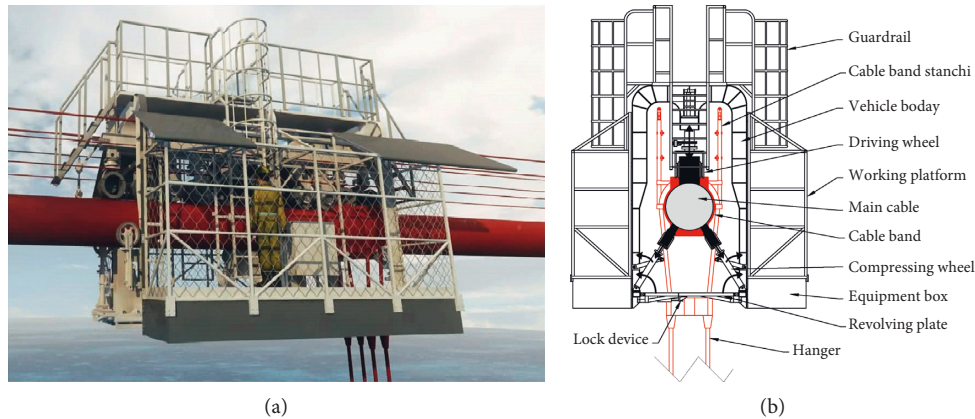 Guardrail
Cable band stanchi
Vehicle boday
Driving wheel
Working platform
Main cable
Cable band
Compressing wheel
Equipment box
Revolving plate
Lock device
Hanger
(a)
(b)